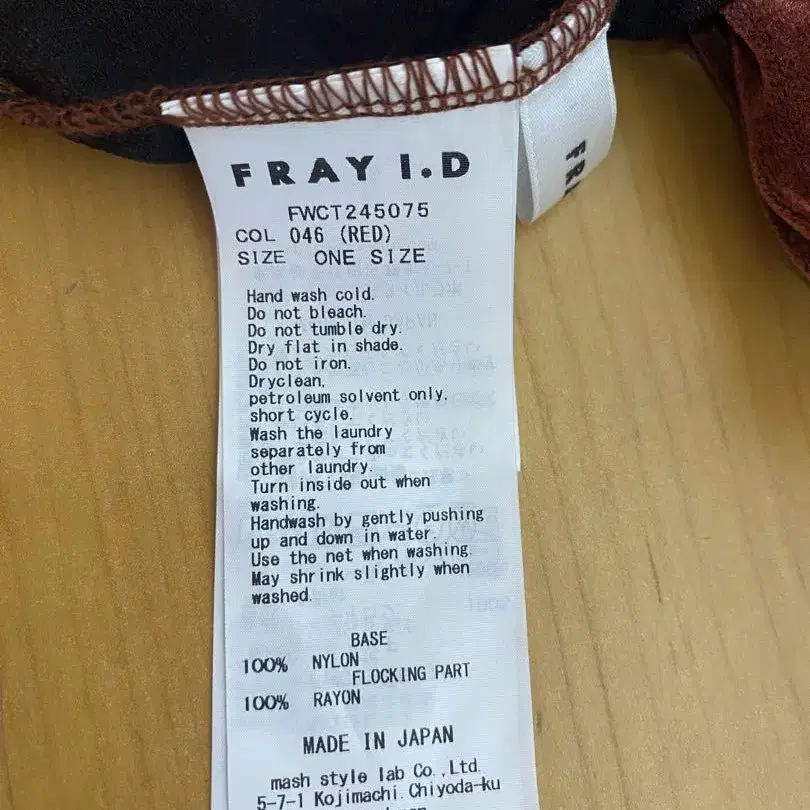 FRAY I.D
FWCT245075
COL 046 (RED)
SIZE ONE SIZE
Hand wash cold.
Do not bleach.
Do not tumble dry.
Dry flat in shade.
Do not iron.
Dryclean,
petroleum solvent only,
short cycle.
Wash the laundry
separately from
other laundry.
Turn inside out when
washing.
Handwash by gently pushing
up and down in water.
Use the net when washing.
May shrink slightly when
washed.
BASE
100% NYLON
FLOCKING PART
100% RAYON
MADE IN JAPAN
mash style lab Co.,Ltd.
5-7-1 Kojimachi.Chiyoda-ku